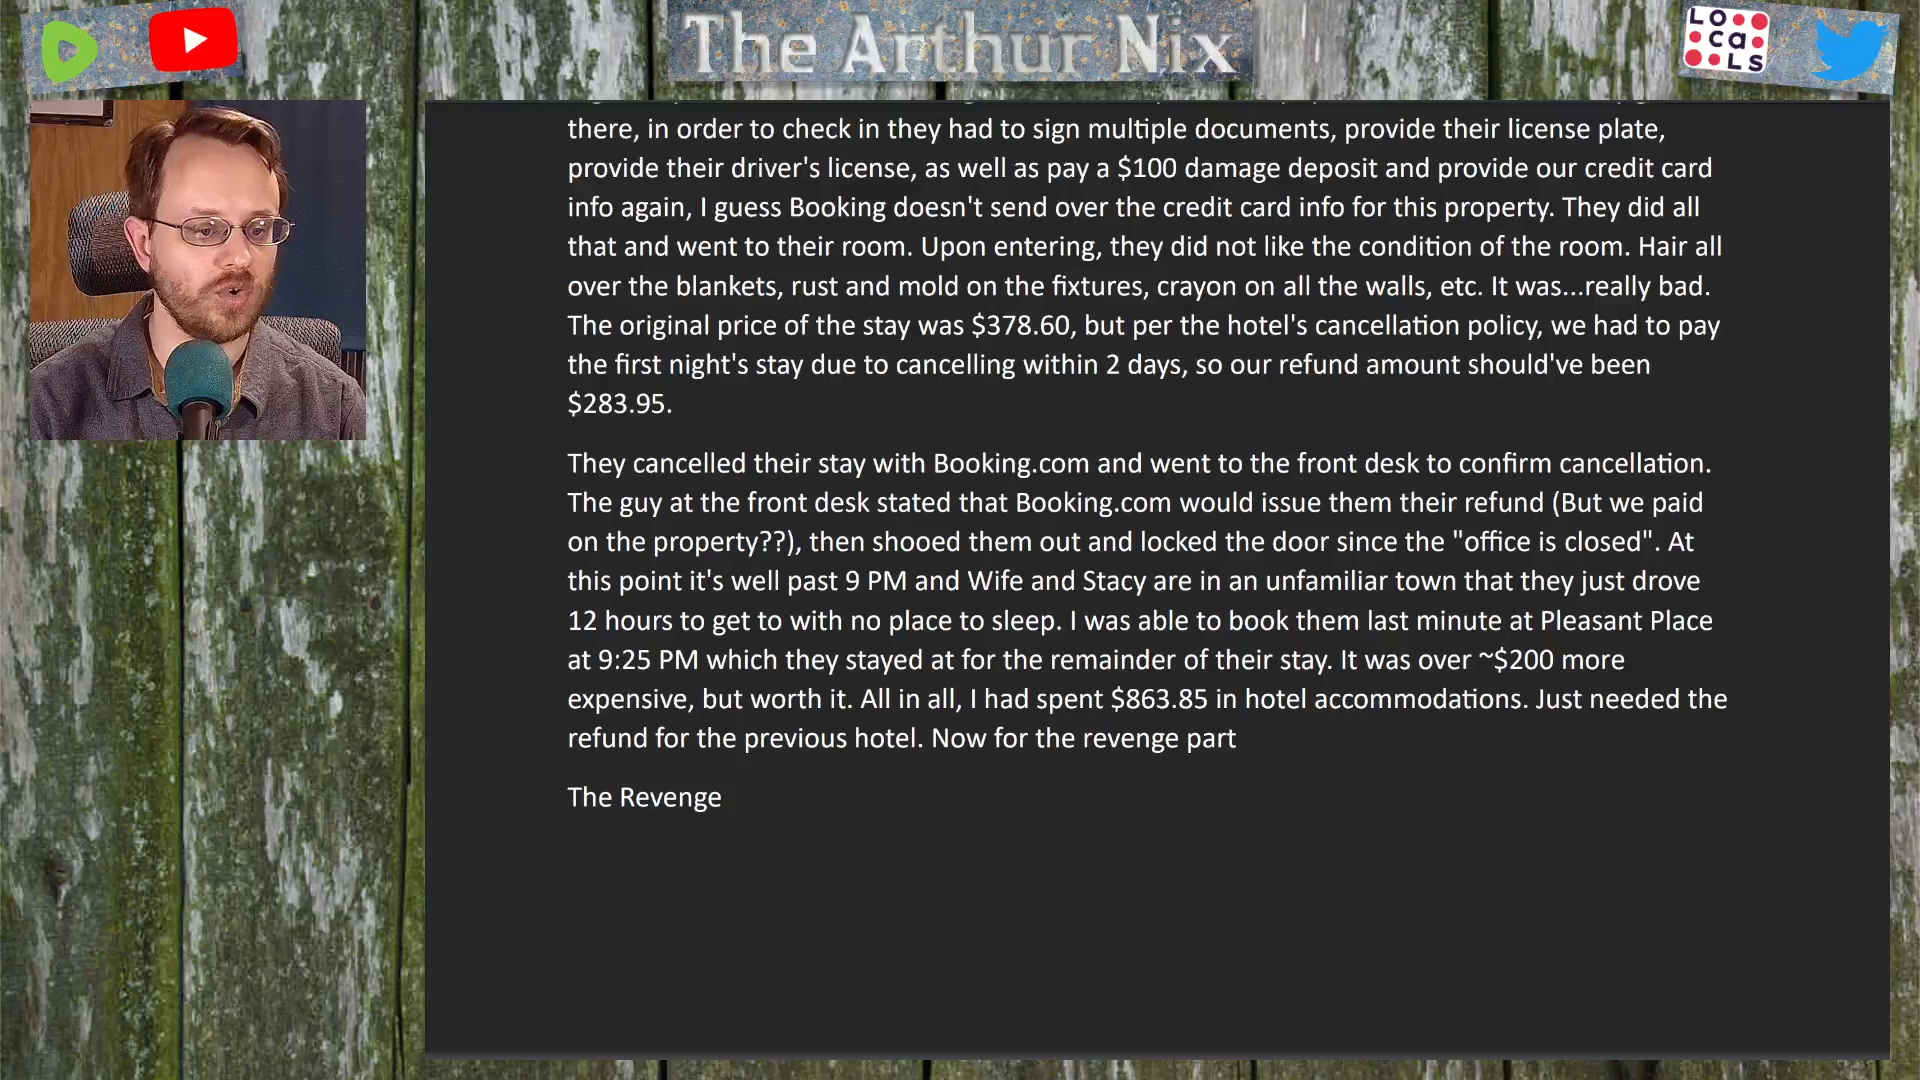 The Arthur Nix
LO
ca
LS
there, in order to check in they had to sign multiple documents, provide their license plate,
provide their driver's license, as well as pay a $100 damage deposit and provide our credit card
info again, I guess Booking doesn't send over the credit card info for this property. They did all
that and went to their room. Upon entering, they did not like the condition of the room. Hair all
over the blankets, rust and mold on the fixtures, crayon on all the walls, etc. It was...really bad.
The original price of the stay was $378.60, but per the hotel's cancellation policy, we had to pay
the first night's stay due to cancelling within 2 days, so our refund amount should've been
$283.95.
They cancelled their stay with Booking.com and went to the front desk to confirm cancellation.
The guy at the front desk stated that Booking.com would issue them their refund (But we paid
on the property??), then shooed them out and locked the door since the "office is closed". At
this point it's well past 9 PM and Wife and Stacy are in an unfamiliar town that they just drove
12 hours to get to with no place to sleep. I was able to book them last minute at Pleasant Place
at 9:25 PM which they stayed at for the remainder of their stay. It was over ~$200 more
expensive, but worth it. All in all, I had spent $863.85 in hotel accommodations. Just needed the
refund for the previous hotel. Now for the revenge part
The Revenge